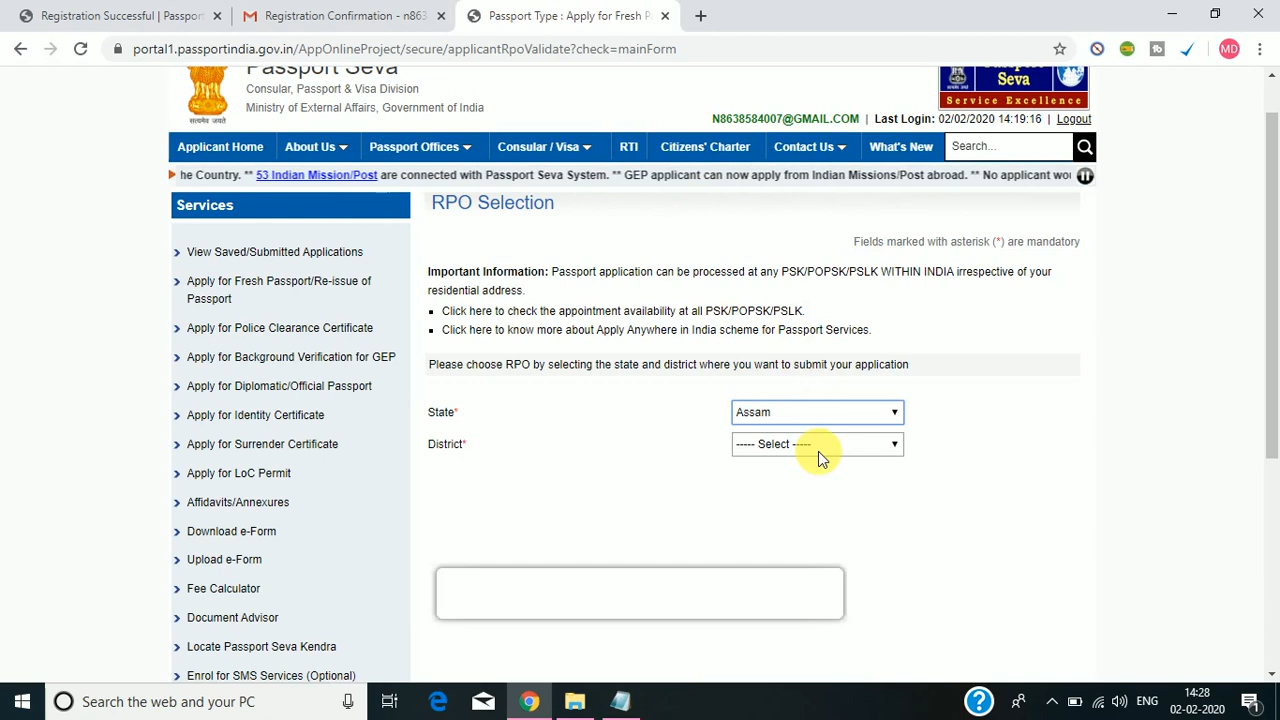 Registration Successful | Passpor
Registration Confirmation - n863
Passport Type : Apply for Fresh P
portal1.passportindia.gov.in/AppOnlineProject/secure/applicantRpoValidate?check=mainForm
MD
Passport Seva
Consular, Passport & Visa Division
Ministry of External Affairs, Government of India
सत्यमेव जयते
Passport
Seva
Service Excellence
N8638584007@GMAIL.COM | Last Login: 02/02/2020 14:19:16 | Logout
Applicant Home
About Us
Passport Offices
Consular / Visa
RTI
Citizens' Charter
Contact Us
What's New
Search...
he Country. ** 53 Indian Mission/Post are connected with Passport Seva System. ** GEP applicant can now apply from Indian Missions/Post abroad. ** No applicant wou
Services
View Saved/Submitted Applications
Apply for Fresh Passport/Re-issue of
Passport
Apply for Police Clearance Certificate
Apply for Background Verification for GEP
Apply for Diplomatic/Official Passport
Apply for Identity Certificate
Apply for Surrender Certificate
Apply for LoC Permit
Affidavits/Annexures
Download e-Form
Upload e-Form
Fee Calculator
Document Advisor
Locate Passport Seva Kendra
Enrol for SMS Services (Optional)
RPO Selection
Fields marked with asterisk (*) are mandatory
Important Information: Passport application can be processed at any PSK/POPSK/PSLK WITHIN INDIA irrespective of your
residential address.
Click here to check the appointment availability at all PSK/POPSK/PSLK.
Click here to know more about Apply Anywhere in India scheme for Passport Services.
Please choose RPO by selecting the state and district where you want to submit your application
State* Assam
District* ----- Select -----
Search the web and your PC
ENG
14:28
02-02-2020